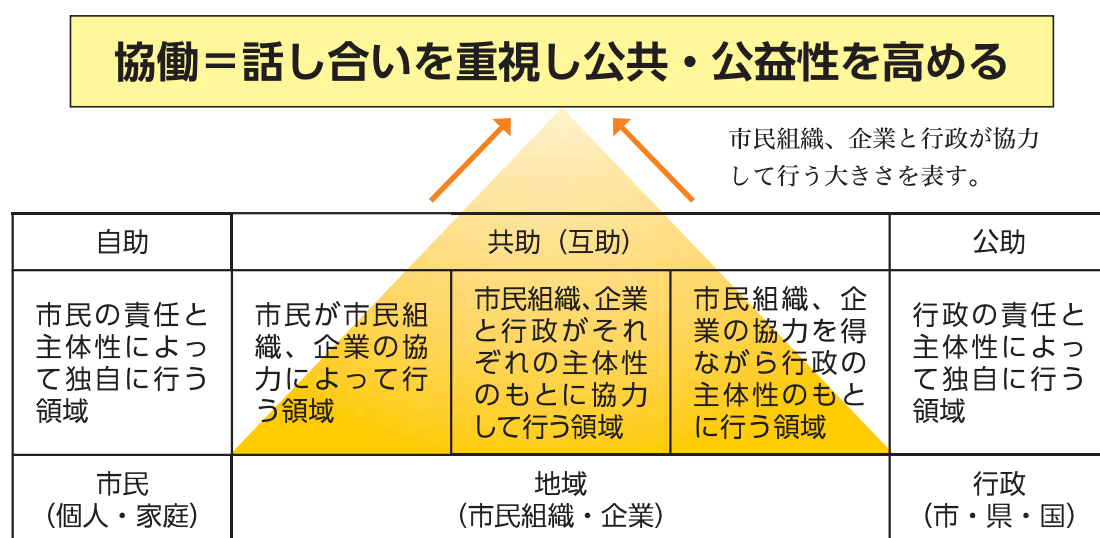 協働＝話し合いを重視し公共・公益性を高める
市民組織、企業と行政が協力
して行う大きさを表す。
自助
共助（互助）
公助
市民の責任と
主体性によっ
て独自に行う
領域
市民が市民組
織、企業の協
力によって行
う領域
市民組織、企業
と行政がそれ
ぞれの主体性
のもとに協力
して行う領域
市民組織、企
業の協力を得
ながら行政の
主体性のもと
に行う領域
行政の責任と
主体性によっ
て独自に行う
領域
市民
（個人・家庭）
地域
（市民組織・企業）
行政
（市・県・国）